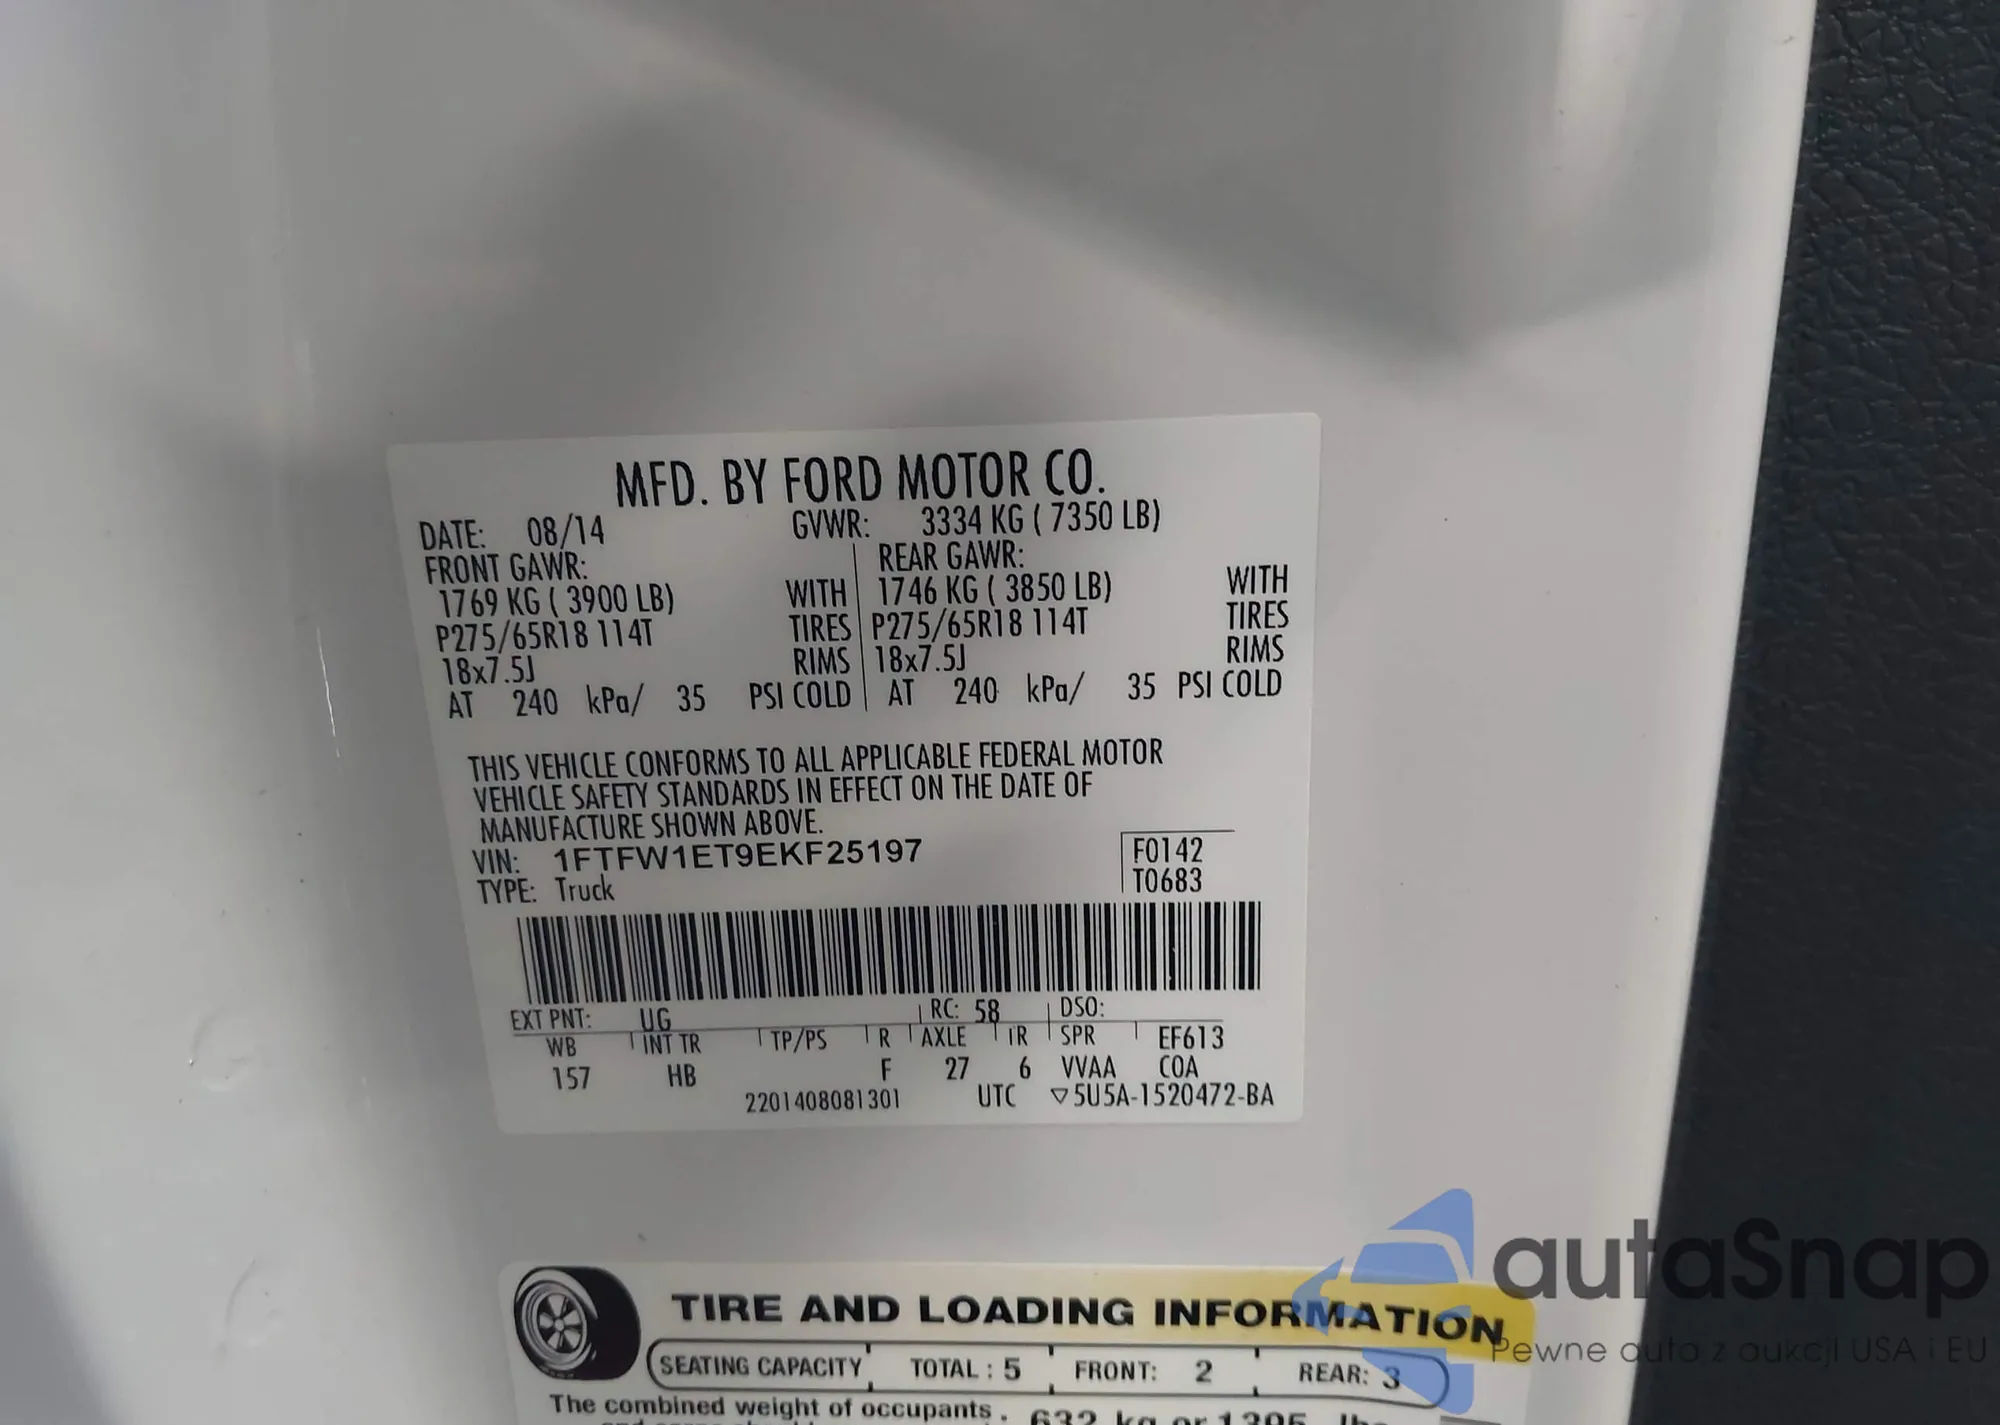 MFD. BY FORD MOTOR CO.
DATE: 08/14 GVWR: 3334 KG ( 7350 LB)
FRONT GAWR: REAR GAWR:
1769 KG ( 3900 LB) WITH 1746 KG ( 3850 LB) WITH
P275/65R18 114T TIRES P275/65R18 114T TIRES
18x7.5J RIMS 18x7.5J RIMS
AT 240 kPa/ 35 PSI COLD AT 240 kPa/ 35 PSI COLD
THIS VEHICLE CONFORMS TO ALL APPLICABLE FEDERAL MOTOR
VEHICLE SAFETY STANDARDS IN EFFECT ON THE DATE OF
MANUFACTURE SHOWN ABOVE.
VIN: 1FTFW1ET9EKF25197 F0142
TYPE: Truck T0683
EXT PNT: UG RC: 58 DSO:
WB INT TR TP/PS R AXLE IR SPR EF613
157 HB F 27 6 VVAA COA
2201408081301 UTC ▽5U5A-1520472-BA
TIRE AND LOADING INFORMATION
SEATING CAPACITY TOTAL : 5 FRONT: 2 REAR: 3
The combined weight of occupants 632 kg or 1395 lbs
autaSnap
Pewne auto z aukcji USA i EU